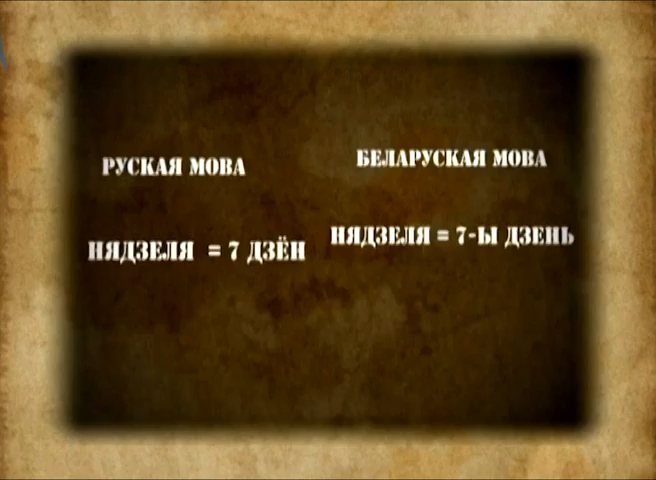 РУСКАЯ МОВА
НЯДЗЕЛЯ = 7 ДЗЁН
БЕЛАРУСКАЯ МОВА
НЯДЗЕЛЯ = 7-Ы ДЗЕНЬ